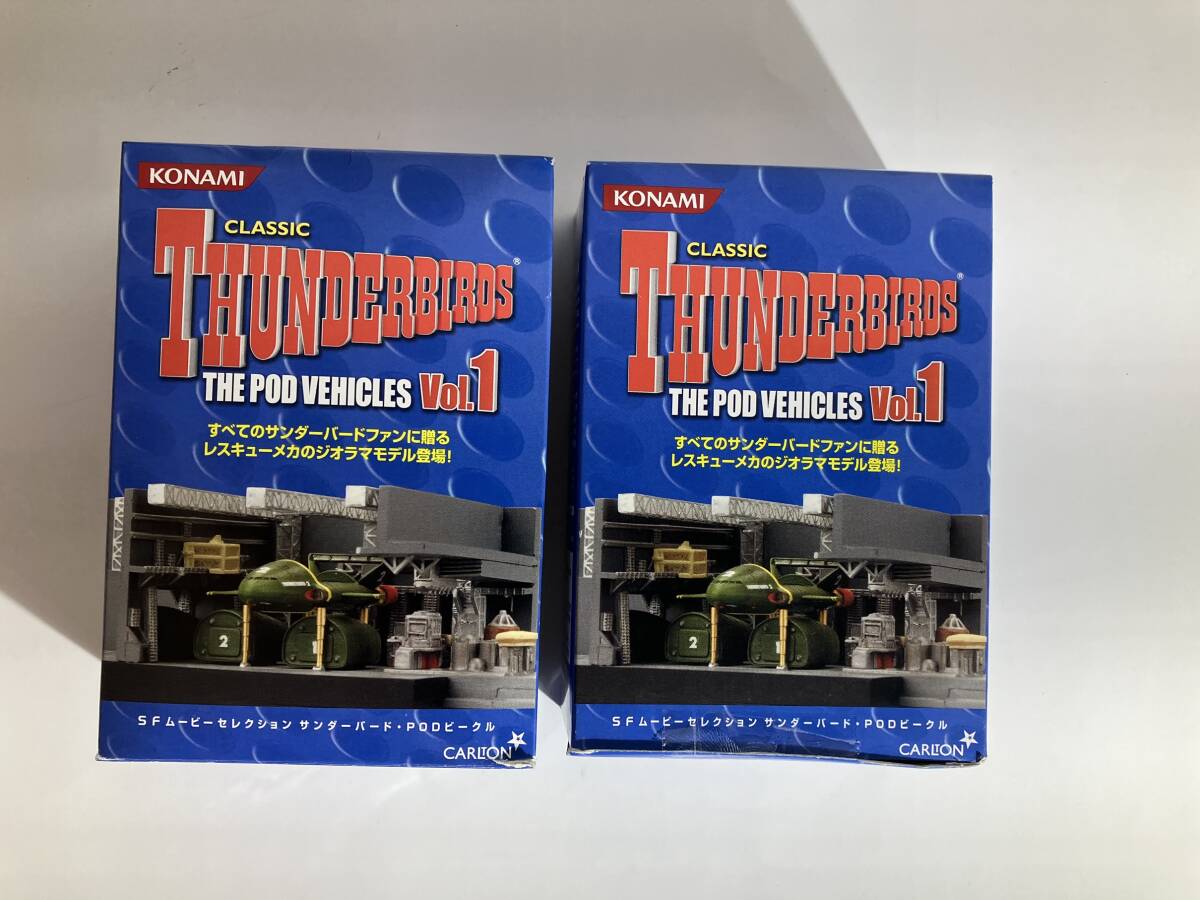 KONAMI
CLASSIC
THUNDERBIRDS®
THE POD VEHICLES Vol.1
すべてのサンダーバードファンに贈る
レスキューメカのジオラマモデル登場!
2
SFムービーセレクション サンダーバード・PODビークル
CARLTON
KONAMI
CLASSIC
THUNDERBIRDS®
THE POD VEHICLES Vol.1
すべてのサンダーバードファンに贈る
レスキューメカのジオラマモデル登場!
2
SFムービーセレクション サンダーバード・PODビークル
CARLTON